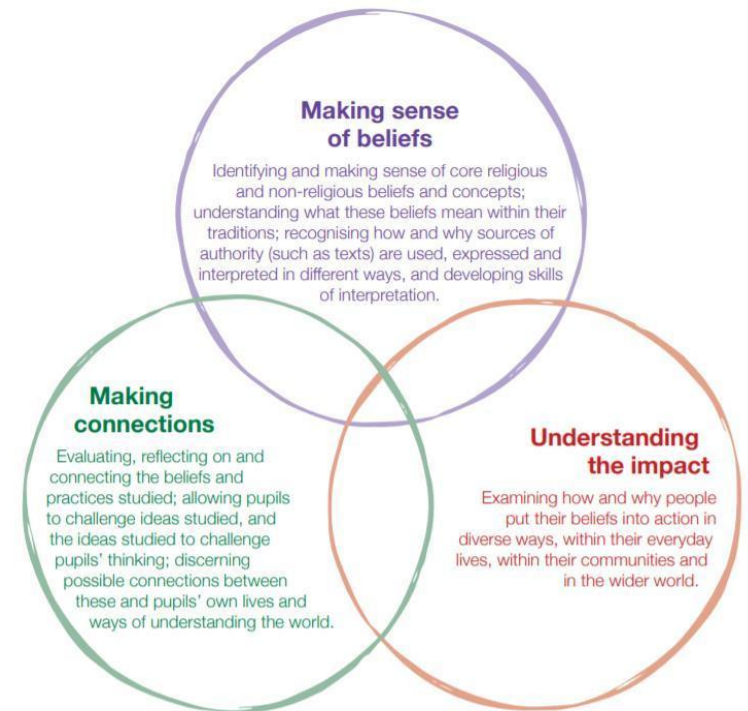 Making sense
of beliefs
Identifying and making sense of core religious
and non-religious beliefs and concepts;
understanding what these beliefs mean within their
traditions; recognising how and why sources of
authority (such as texts) are used, expressed and
interpreted in different ways, and developing skills
of interpretation.
Making
connections
Evaluating, reflecting on and
connecting the beliefs and
practices studied; allowing pupils
to challenge ideas studied, and
the ideas studied to challenge
pupils’ thinking; discerning
possible connections between
these and pupils’ own lives and
ways of understanding the world.
Understanding
the impact
Examining how and why people
put their beliefs into action in
diverse ways, within their everyday
lives, within their communities and
in the wider world.